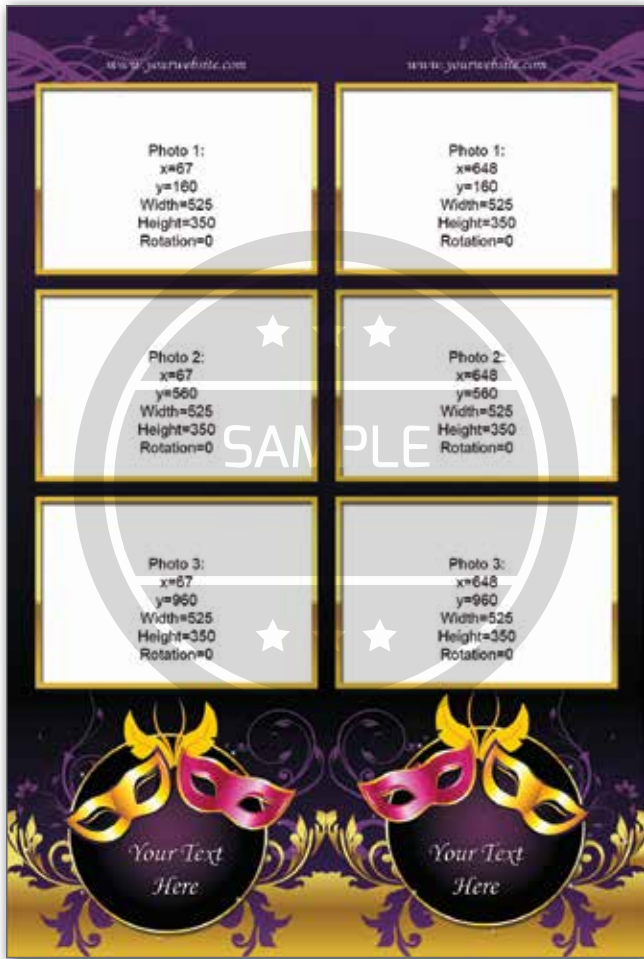 www.yourwebsite.com
www.yourwebsite.com
Photo 1:
x=67
y=160
Width=525
Height=350
Rotation=0
Photo 1:
x=648
y=160
Width=525
Height=350
Rotation=0
Photo 2:
x=67
y=560
Width=525
Height=350
Rotation=0
Photo 2:
x=648
y=560
Width=525
Height=350
Rotation=0
SAMPLE
Photo 3:
x=67
y=960
Width=525
Height=350
Rotation=0
Photo 3:
x=648
y=960
Width=525
Height=350
Rotation=0
Your Text
Here
Your Text
Here